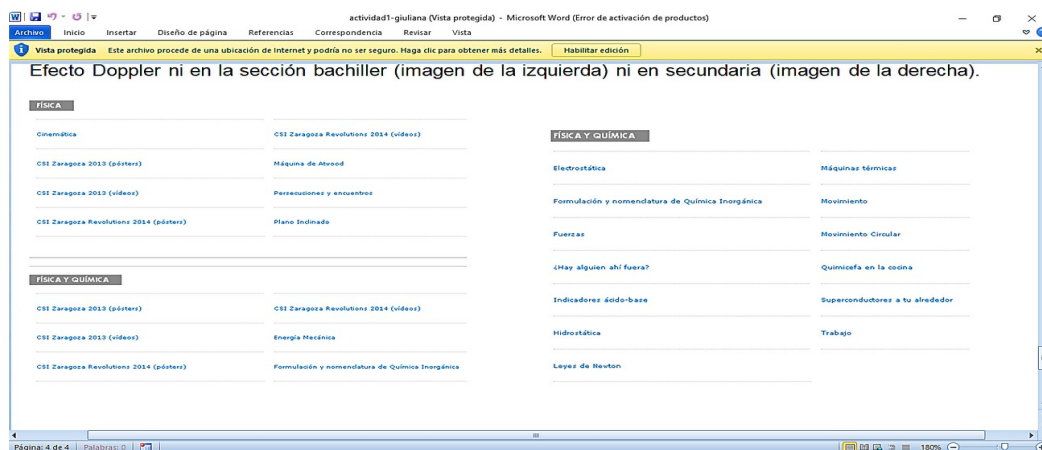 actividad1-giuliana (Vista protegida) - Microsoft Word (Error de activación de productos)
Archivo Inicio Insertar Diseño de página Referencias Correspondencia Revisar Vista
Vista protegida Este archivo procede de una ubicación de Internet y podría no ser seguro. Haga clic para obtener más detalles. Habilitar edición
Efecto Doppler ni en la sección bachiller (imagen de la izquierda) ni en secundaria (imagen de la derecha).
FÍSICA
Cinemática CSI Zaragoza Revolutions 2014 (vídeos)
CSI Zaragoza 2013 (pósters) Máquina de Atwood
CSI Zaragoza 2013 (vídeos) Persecuciones y encuentros
CSI Zaragoza Revolutions 2014 (pósters) Plano Inclinado
FÍSICA Y QUÍMICA
CSI Zaragoza 2013 (pósters) CSI Zaragoza Revolutions 2014 (vídeos)
CSI Zaragoza 2013 (vídeos) Energía Mecánica
CSI Zaragoza Revolutions 2014 (pósters) Formulación y nomenclatura de Química Inorgánica
FÍSICA Y QUÍMICA
Electrostática Máquinas térmicas
Formulación y nomenclatura de Química Inorgánica Movimiento
Fuerzas Movimiento Circular
¿Hay alguien ahí fuera? Quimicefa en la cocina
Indicadores ácido-base Superconductores a tu alrededor
Hidrostática Trabajo
Leyes de Newton
Página: 4 de 4 Palabras: 0 180%